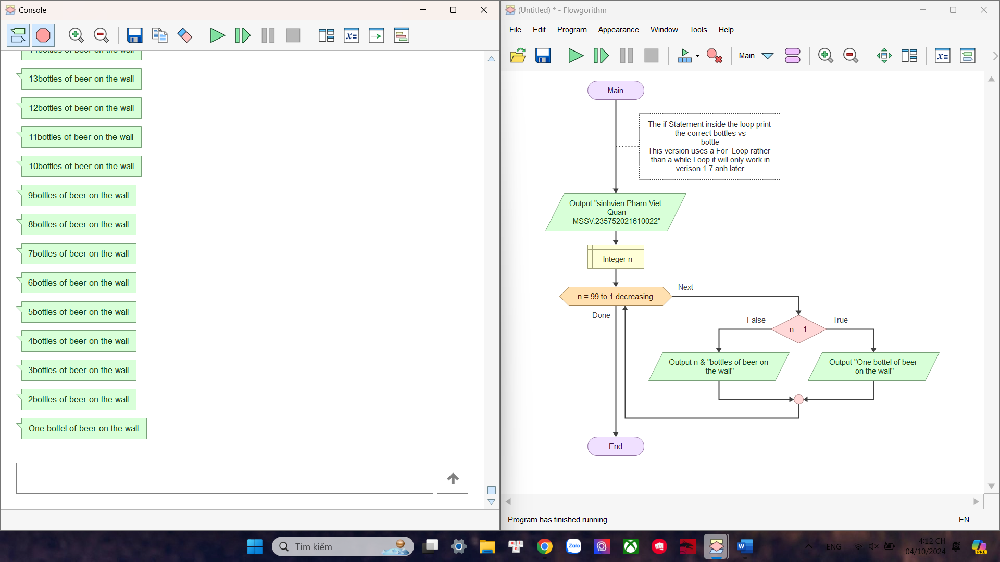 Console
13bottles of beer on the wall
12bottles of beer on the wall
11bottles of beer on the wall
10bottles of beer on the wall
9bottles of beer on the wall
8bottles of beer on the wall
7bottles of beer on the wall
6bottles of beer on the wall
5bottles of beer on the wall
4bottles of beer on the wall
3bottles of beer on the wall
2bottles of beer on the wall
One bottel of beer on the wall
(Untitled) * - Flowgorithm
File Edit Program Appearance Window Tools Help
Main
Main
The if Statement inside the loop print
the correct bottles vs
bottle
This version uses a For  Loop rather
than a while Loop it will only work in
verison 1.7 anh later
Output "sinhvien Pham Viet
Quan
MSSV:235752021610022"
Integer n
n = 99 to 1 decreasing
Next
Done
False
True
n==1
Output n & "bottles of beer on
the wall"
Output "One bottel of beer
on the wall"
End
Program has finished running.
EN
Tìm kiếm
Zalo
ENG
4:12 CH
04/10/2024
PRE